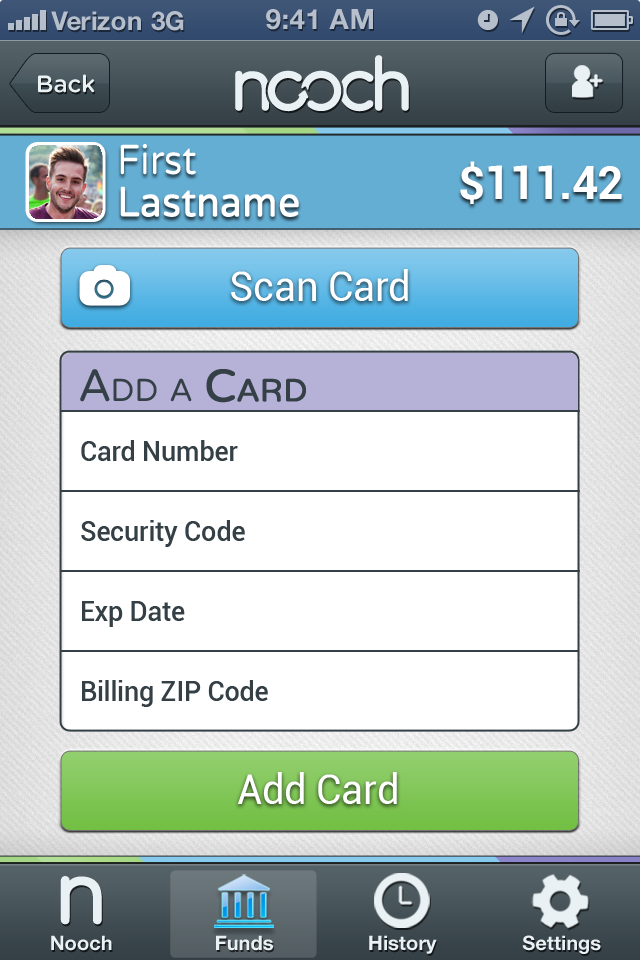 Verizon 3G 9:41 AM
Back nooch
First
Lastname
$111.42
Scan Card
Add a Card
Card Number
Security Code
Exp Date
Billing ZIP Code
Add Card
n
Nooch Funds History Settings